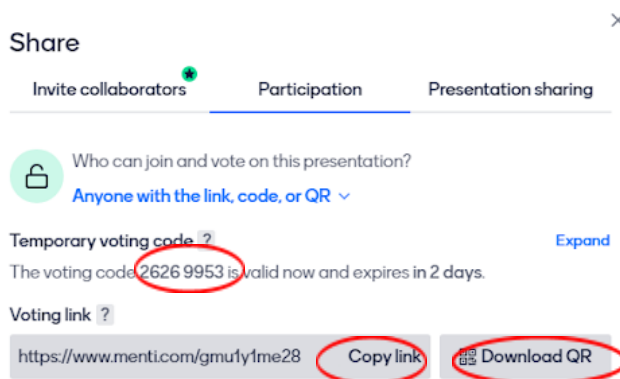 Share
Invite collaborators Participation Presentation sharing
Who can join and vote on this presentation?
Anyone with the link, code, or QR
Temporary voting code ? Expand
The voting code 2626 9953 is valid now and expires in 2 days.
Voting link ?
https://www.menti.com/gmu1y1me28 Copy link Download QR